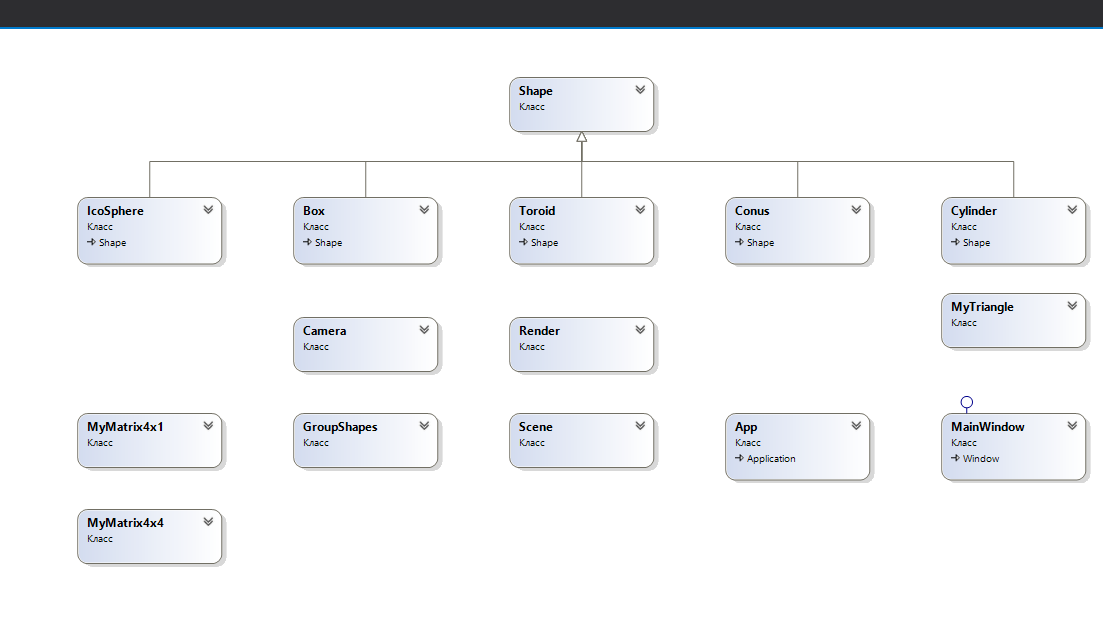 Shape
Класс
IcoSphere
Класс
Shape
Box
Класс
Shape
Toroid
Класс
Shape
Conus
Класс
Shape
Cylinder
Класс
Shape
MyTriangle
Класс
Camera
Класс
Render
Класс
MyMatrix4x1
Класс
GroupShapes
Класс
Scene
Класс
App
Класс
Application
MainWindow
Класс
Window
MyMatrix4x4
Класс